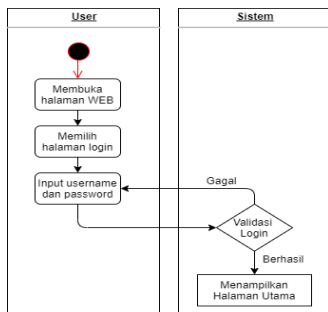 User
Sistem
Membuka
halaman WEB
Memilih
halaman login
Input username
dan password
Gagal
Validasi
Login
Berhasil
Menampilkan
Halaman Utama